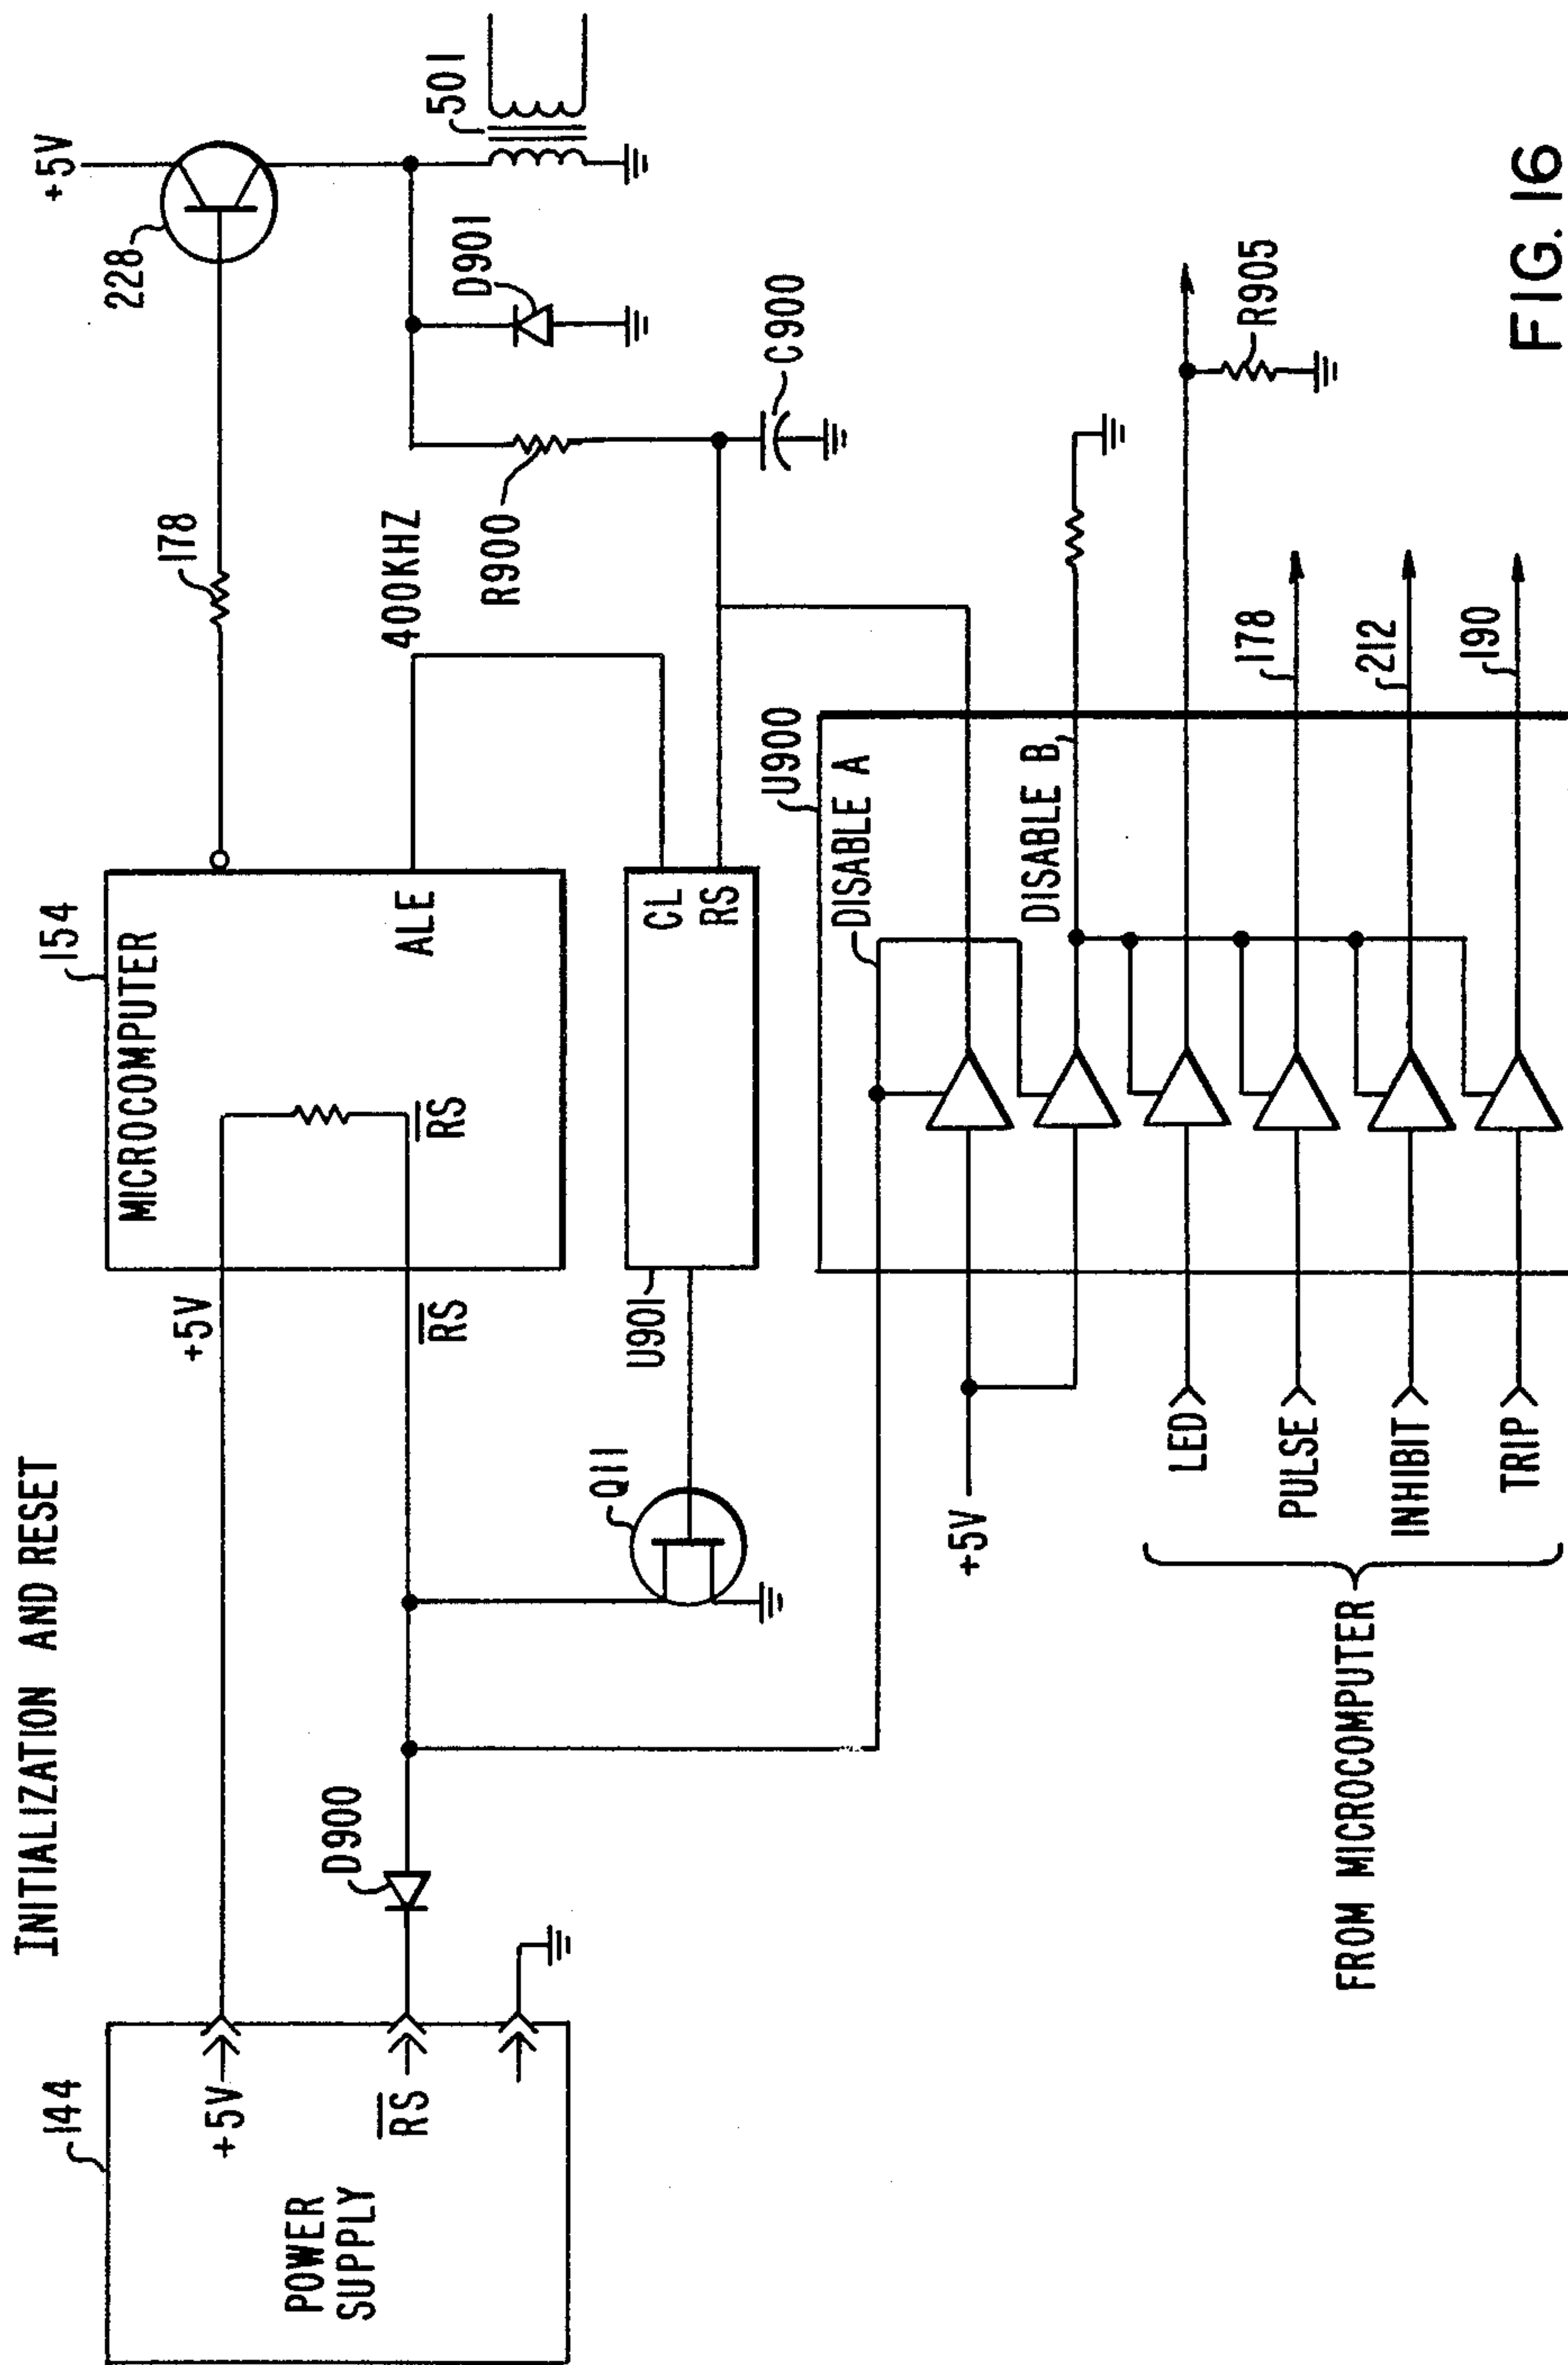 INITIALIZATION AND RESET
144
POWER
SUPPLY
+5V
RS
D900
+5V
RS
154
MICROCOMPUTER
RS
ALE
178
228
+5V
501
D901
400KHZ
R900
C900
Q11
U901
CL
RS
U900
DISABLE A
DISABLE B
+5V
FROM MICROCOMPUTER
LED
PULSE
INHIBIT
TRIP
R905
178
212
190
FIG. 16